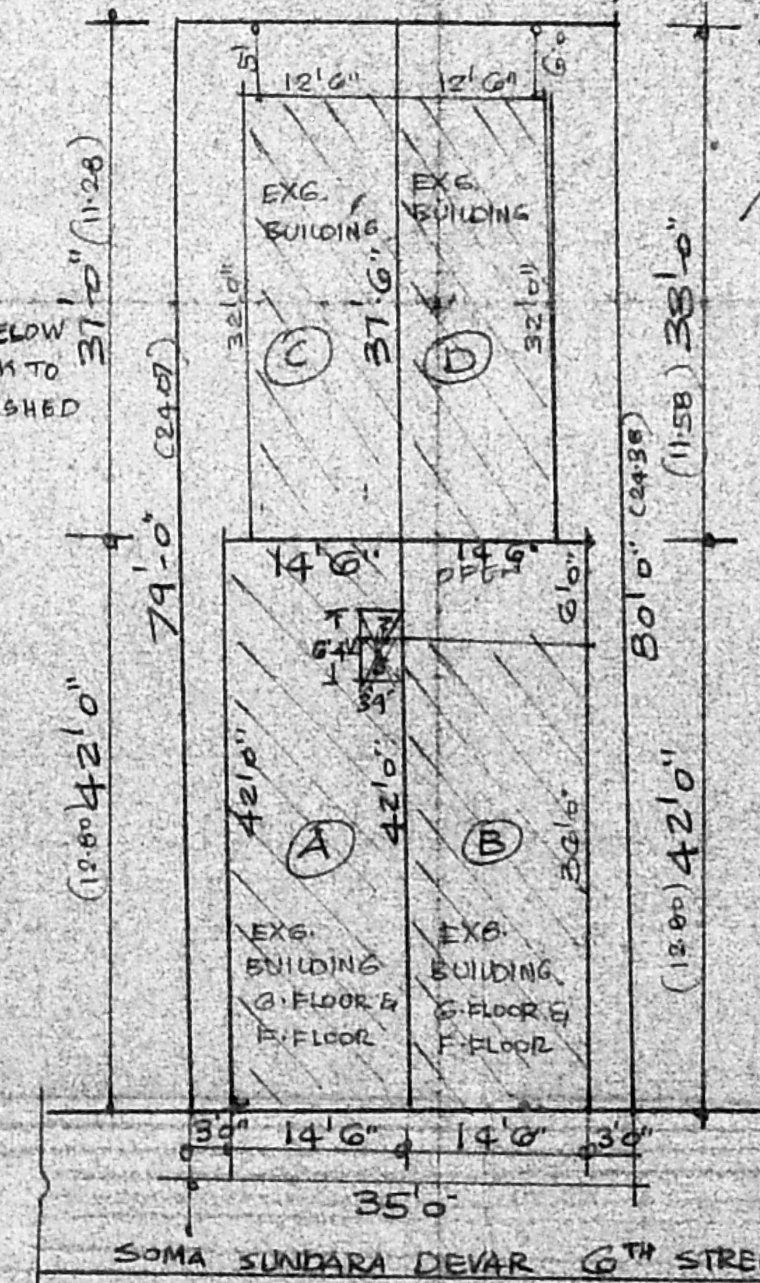 5' 12'6" 12'6" 6'0"
EXG.
BUILDING
EXG.
BUILDING
37'-0" (11.28)
32'0"
C
37'6"
D
32'0"
(11.58) 38'-0"
ELOW
K TO
SHED
79'-0" (24.07)
80'0" (24.38)
14'6"
14'6"
OPEN
6'0"
6'4"
3'9"
(12.80) 42'0"
42'0"
A
42'0"
B
36'0"
(12.80) 42'0"
EXG.
BUILDING
G.FLOOR &
F.FLOOR
EXG.
BUILDING
G.FLOOR &
F.FLOOR
3'0" 14'6" 14'6" 3'0"
35'0"
SOMA SUNDARA DEVAR 6TH STRE